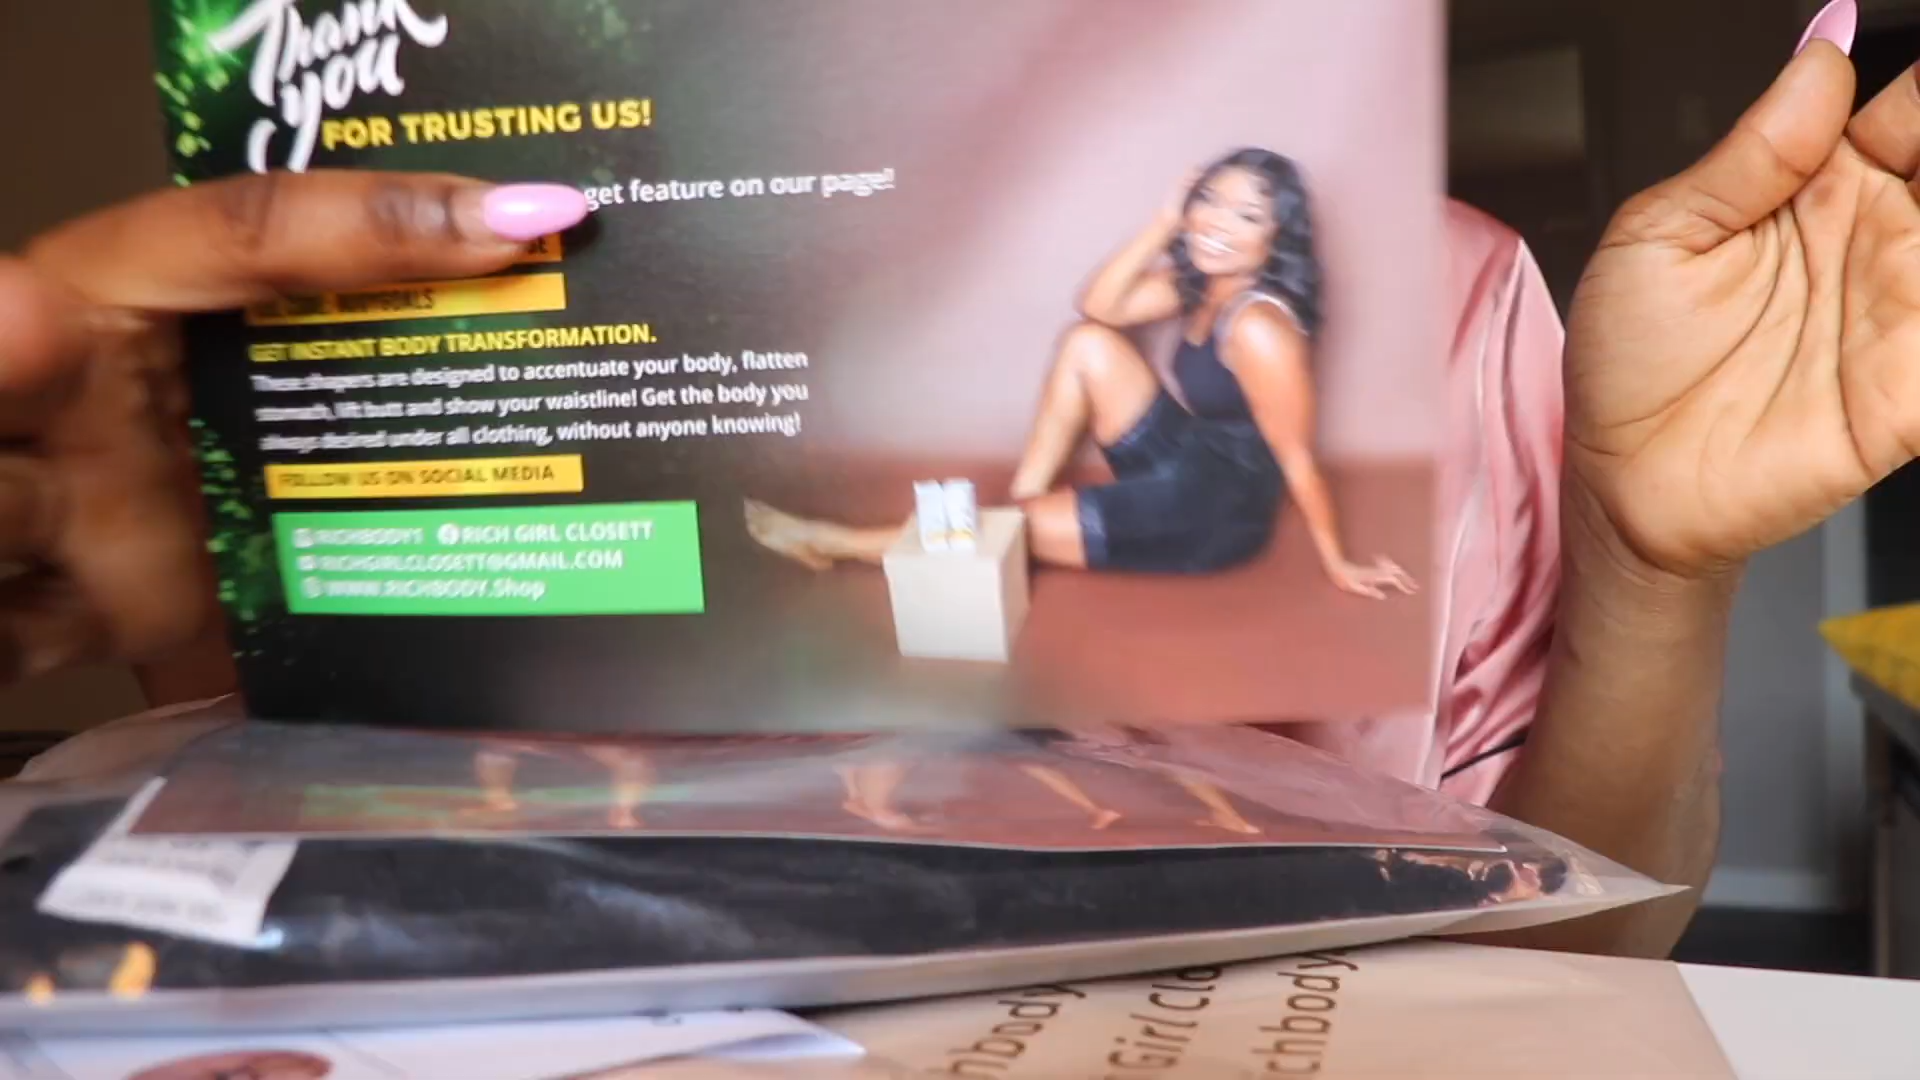 Thank
you
FOR TRUSTING US!
get feature on our page!
GET INSTANT BODY TRANSFORMATION.
These shapers are designed to accentuate your body, flatten
stomach, lift butt and show your waistline! Get the body you
always desired under all clothing, without anyone knowing!
FOLLOW US ON SOCIAL MEDIA
RICH GIRL CLOSETT
RICHGIRLCLOSETT@GMAIL.COM
WWW.RICHBODY.Shop
hbody
Girl Clo
ichbody